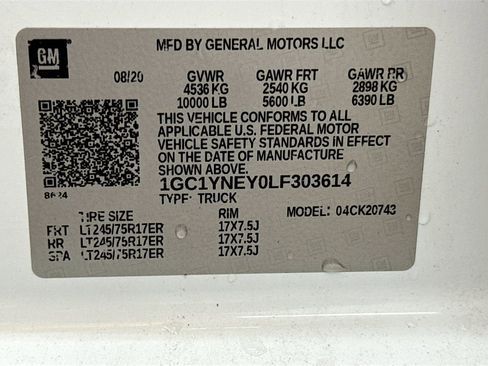 GM
MFD BY GENERAL MOTORS LLC
08/20 GVWR GAWR FRT GAWR RR
4536 KG 2540 KG 2898 KG
10000 LB 5600 LB 6390 LB
THIS VEHICLE CONFORMS TO ALL
APPLICABLE U.S. FEDERAL MOTOR
VEHICLE SAFETY STANDARDS IN EFFECT
ON THE DATE OF MANUFACTURE
SHOWN ABOVE.
8624 1GC1YNEY0LF303614
TYPE: TRUCK MODEL: 04CK20743
TIRE SIZE RIM
FRT LT245/75R17ER 17X7.5J
RR LT245/75R17ER 17X7.5J
SPA LT245/75R17ER 17X7.5J